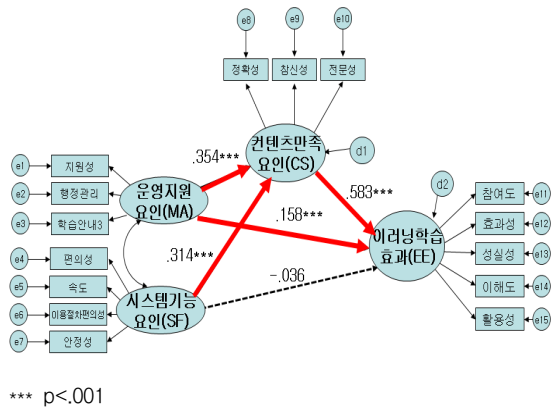 e8
e9
e10
정확성
참신성
전문성
컨텐츠만족
요인(CS)
d1
.354***
.583***
e1
지원성
e2
행정관리
e3
학습안내3
운영지원
요인(MA)
.158***
d2
참여도
e11
효과성
e12
이러닝학습
효과(EE)
성실성
e13
이해도
e14
활용성
e15
.314***
-.036
e4
편의성
e5
속도
e6
이용절차편의성
e7
안정성
시스템기능
요인(SF)
*** p<.001